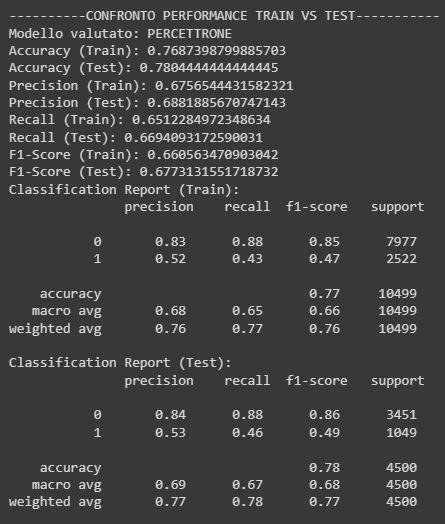 ----------CONFRONTO PERFORMANCE TRAIN VS TEST-----------
Modello valutato: PERCETTRONE
Accuracy (Train): 0.7687398799885703
Accuracy (Test): 0.7804444444444445
Precision (Train): 0.6756544431582321
Precision (Test): 0.6881885670747143
Recall (Train): 0.6512284972348634
Recall (Test): 0.6694093172590031
F1-Score (Train): 0.660563470903042
F1-Score (Test): 0.6773131551718732
Classification Report (Train):
precision recall f1-score support
0 0.83 0.88 0.85 7977
1 0.52 0.43 0.47 2522
accuracy 0.77 10499
macro avg 0.68 0.65 0.66 10499
weighted avg 0.76 0.77 0.76 10499
Classification Report (Test):
precision recall f1-score support
0 0.84 0.88 0.86 3451
1 0.53 0.46 0.49 1049
accuracy 0.78 4500
macro avg 0.69 0.67 0.68 4500
weighted avg 0.77 0.78 0.77 4500